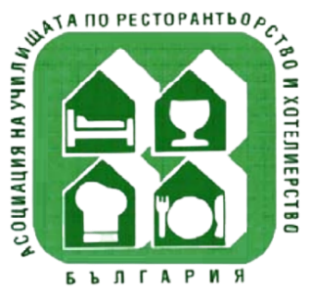 АСОЦИАЦИЯ НА УЧИЛИЩАТА ПО РЕСТОРАНТЬОРСТВО И ХОТЕЛИЕРСТВО
БЪЛГАРИЯ